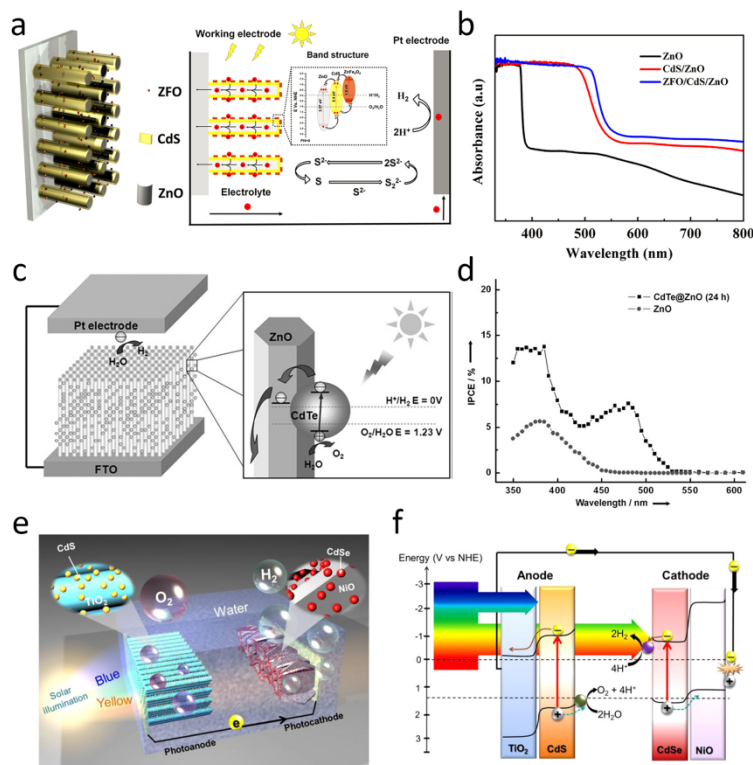 a
ZFO
CdS
ZnO
Working electrode
Pt electrode
Band structure
ZnO
CdS
ZnFe₂O₄
H₂
2H⁺
S²⁻
2S²⁻
S
S₂²⁻
S²⁻
Electrolyte
b
ZnO
CdS/ZnO
ZFO/CdS/ZnO
Absorbance (a.u)
400 500 600 700 800
Wavelength (nm)
c
Pt electrode
H₂O
H₂
FTO
ZnO
CdTe
H⁺/H₂ E = 0V
O₂/H₂O E = 1.23 V
O₂
H₂O
d
CdTe@ZnO (24 h)
ZnO
IPCE / %
25
20
15
10
5
0
350 400 450 500 550 600
Wavelength / nm
e
CdS
TiO₂
O₂
H₂
CdSe
NiO
Water
Solar
illumination
Blue
Yellow
e
Photoanode
Photocathode
f
Energy (V vs NHE)
Anode
Cathode
-3
-2
-1
0
1
2
3
2H₂
4H⁺
O₂ + 4H⁺
2H₂O
TiO₂
CdS
CdSe
NiO